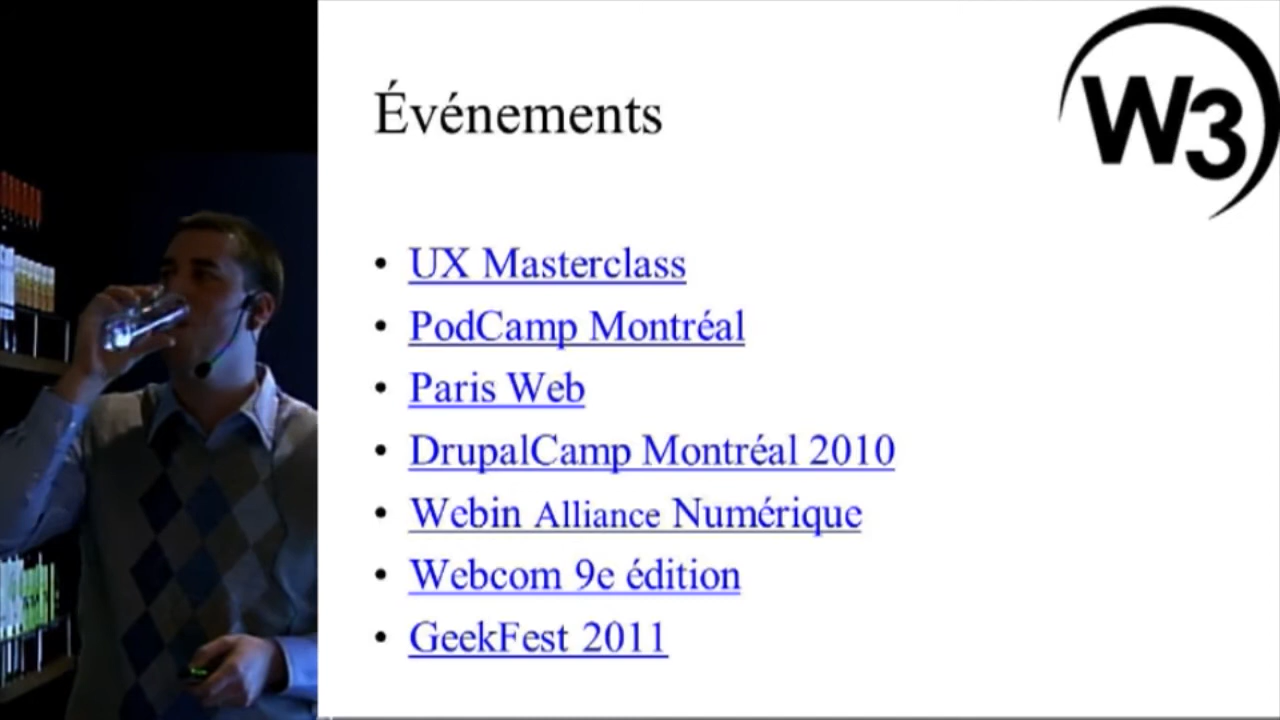 Événements
W3
• UX Masterclass
• PodCamp Montréal
• Paris Web
• DrupalCamp Montréal 2010
• Webin Alliance Numérique
• Webcom 9e édition
• GeekFest 2011